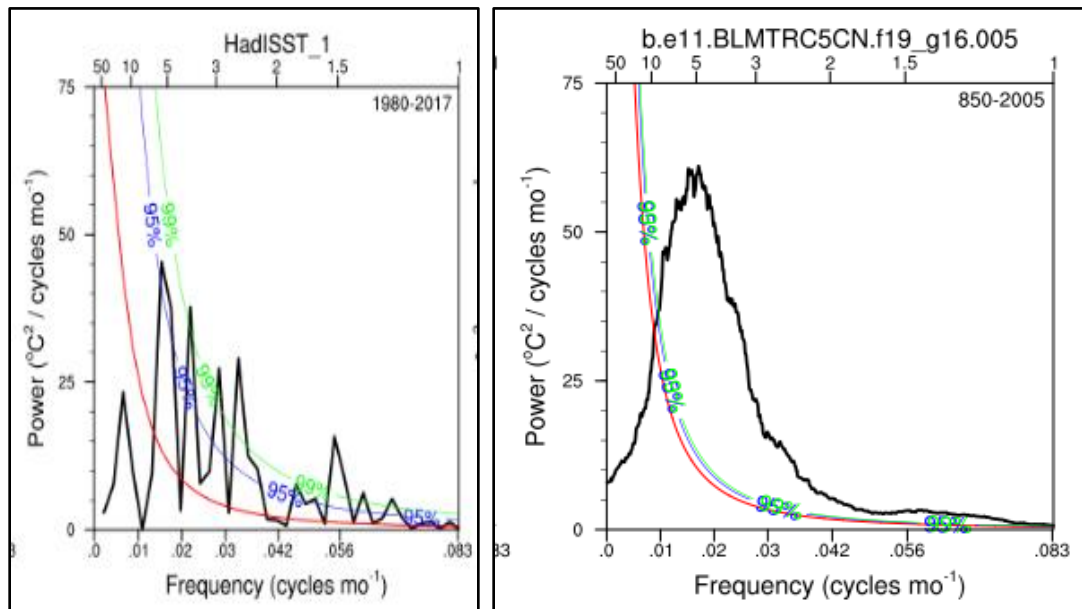 HadISST_1
50 10 5 3 2 1.5 1
1980-2017
75
50
25
0
Power (°C² / cycles mo⁻¹)
95%
99%
95%
99%
95%
99%
95%
.0 .01 .02 .03 .042 .056 .083
Frequency (cycles mo⁻¹)
b.e11.BLMTRC5CN.f19_g16.005
50 10 5 3 2 1.5 1
850-2005
75
50
25
0
Power (°C² / cycles mo⁻¹)
95%
95%
95%
.0 .01 .02 .03 .042 .056 .083
Frequency (cycles mo⁻¹)